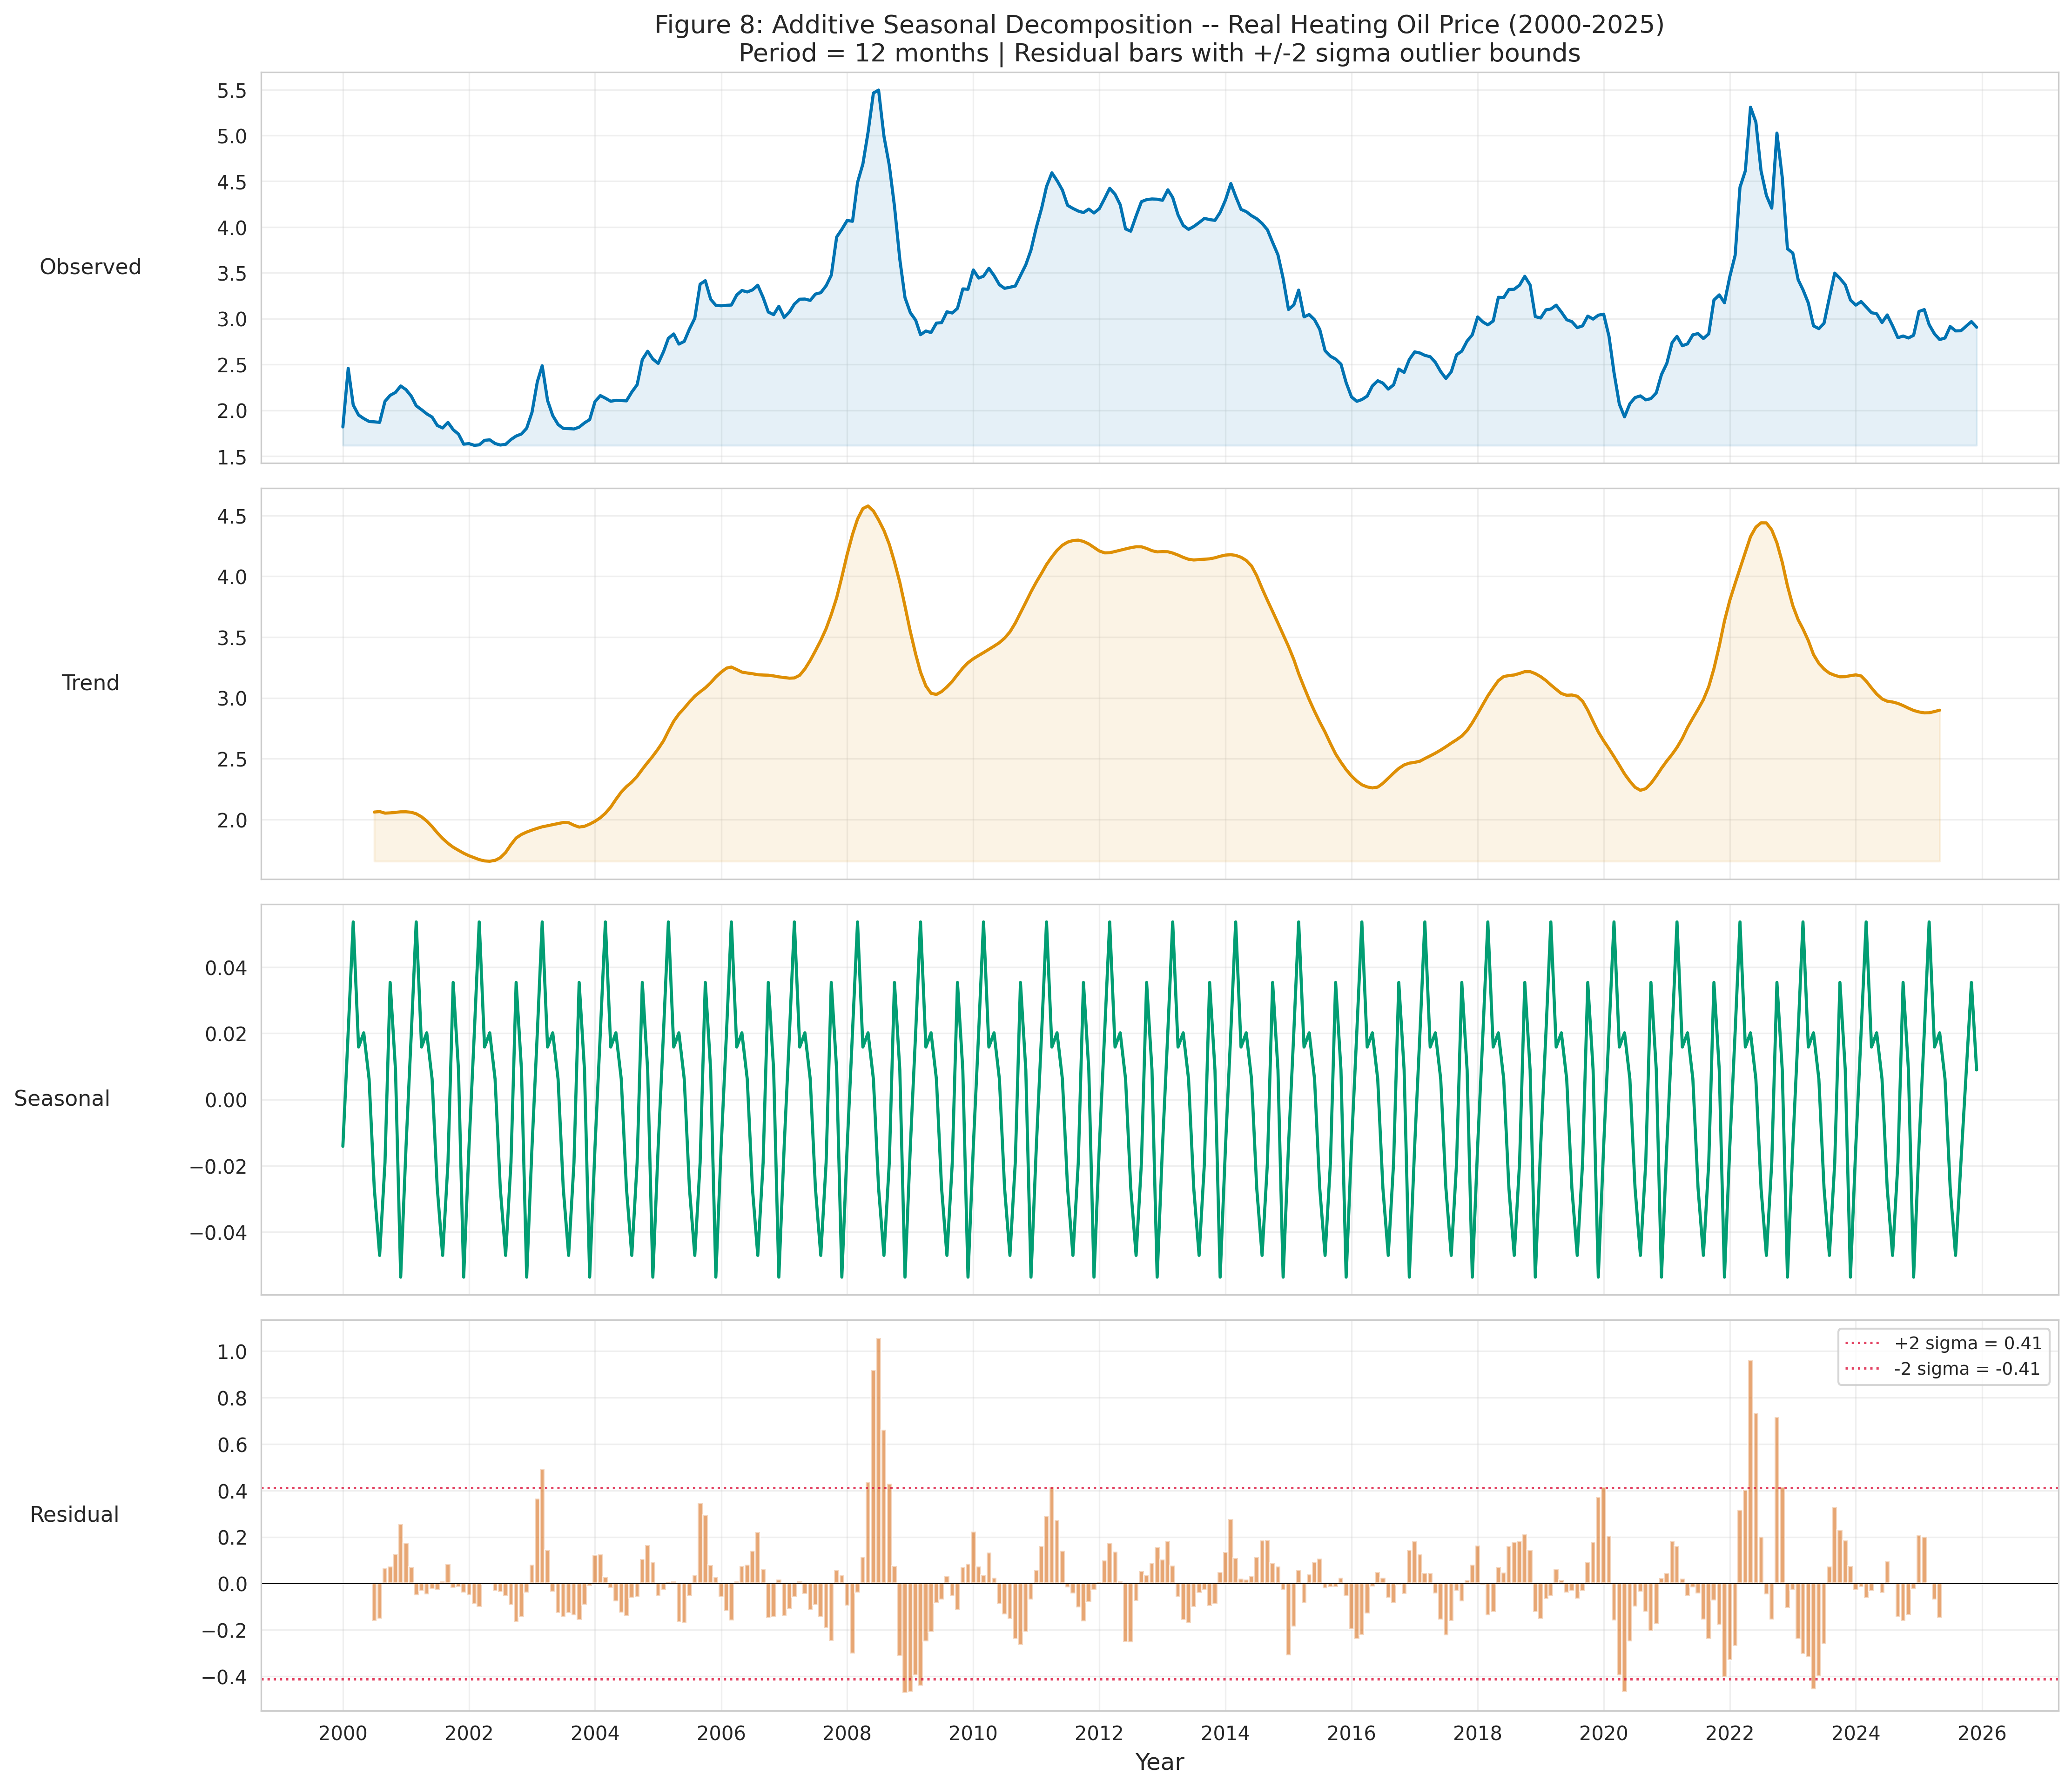 Figure 8: Additive Seasonal Decomposition -- Real Heating Oil Price (2000-2025)
Period = 12 months | Residual bars with +/-2 sigma outlier bounds
Observed
5.5
5.0
4.5
4.0
3.5
3.0
2.5
2.0
1.5
Trend
4.5
4.0
3.5
3.0
2.5
2.0
Seasonal
0.04
0.02
0.00
−0.02
−0.04
Residual
1.0
0.8
0.6
0.4
0.2
0.0
−0.2
−0.4
+2 sigma = 0.41
-2 sigma = -0.41
2000 2002 2004 2006 2008 2010 2012 2014 2016 2018 2020 2022 2024 2026
Year